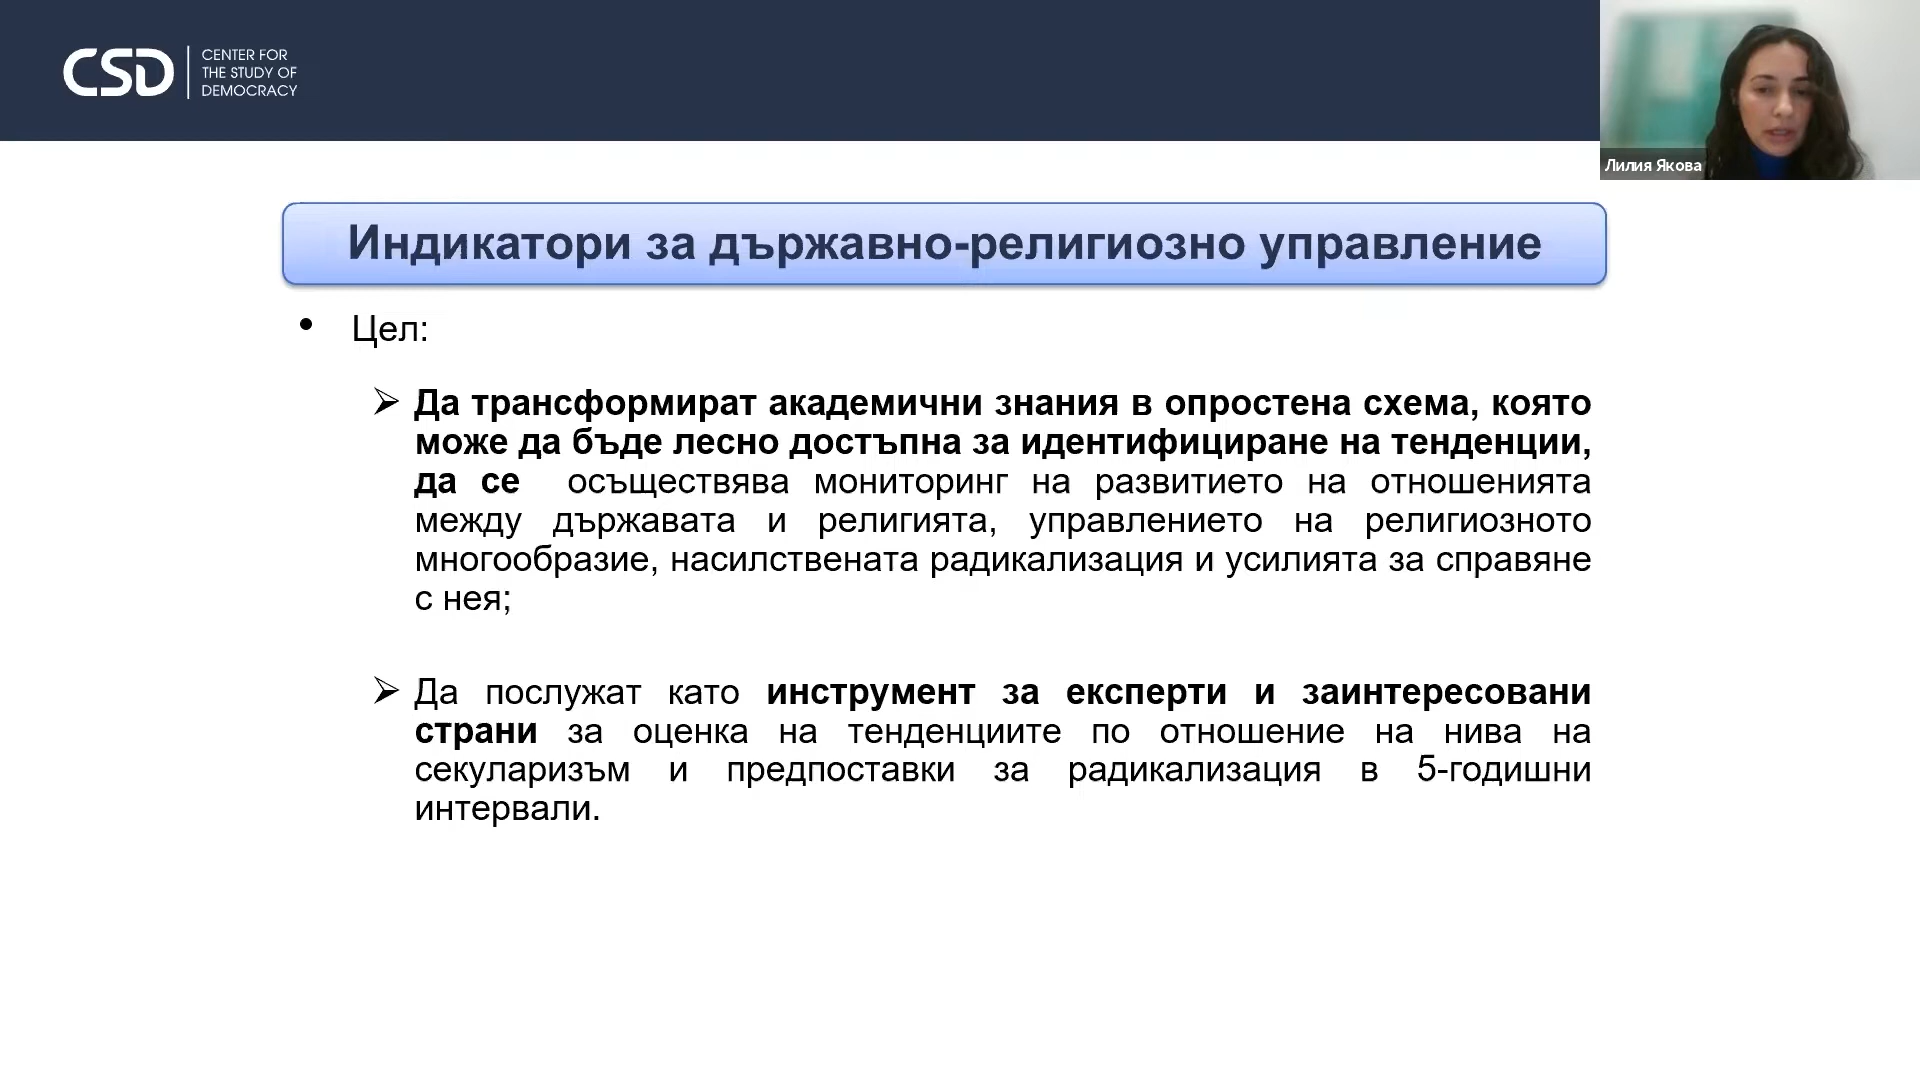 CSD
CENTER FOR
THE STUDY OF
DEMOCRACY
Лилия Якова
Индикатори за държавно-религиозно управление
• Цел:
➢ Да трансформират академични знания в опростена схема, която
може да бъде лесно достъпна за идентифициране на тенденции,
да се осъществява мониторинг на развитието на отношенията
между държавата и религията, управлението на религиозното
многообразие, насилствената радикализация и усилията за справяне
с нея;
➢ Да послужат като инструмент за експерти и заинтересовани
страни за оценка на тенденциите по отношение на нива на
секуларизъм и предпоставки за радикализация в 5-годишни
интервали.